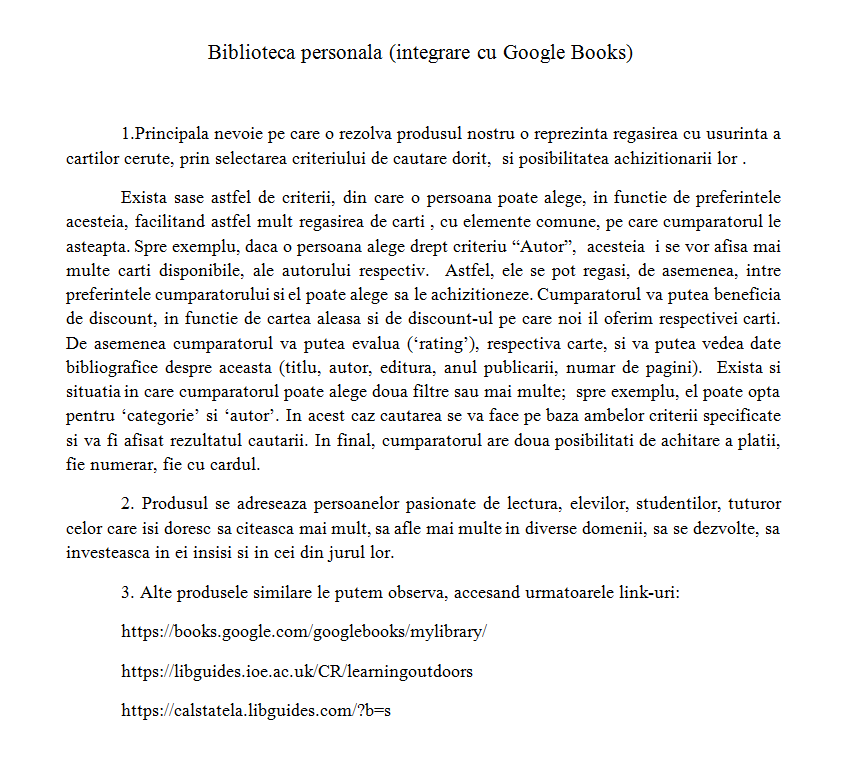 Biblioteca personala (integrare cu Google Books)
1.Principala nevoie pe care o rezolva produsul nostru o reprezinta regasirea cu usurinta a
cartilor cerute, prin selectarea criteriului de cautare dorit,  si posibilitatea achizitionarii lor .
Exista sase astfel de criterii, din care o persoana poate alege, in functie de preferintele
acesteia, facilitand astfel mult regasirea de carti , cu elemente comune, pe care cumparatorul le
asteapta. Spre exemplu, daca o persoana alege drept criteriu “Autor”,  acesteia  i se vor afisa mai
multe carti disponibile, ale autorului respectiv.  Astfel, ele se pot regasi, de asemenea, intre
preferintele cumparatorului si el poate alege sa le achizitioneze. Cumparatorul va putea beneficia
de discount, in functie de cartea aleasa si de discount-ul pe care noi il oferim respectivei carti.
De asemenea cumparatorul va putea evalua (‘rating’), respectiva carte, si va putea vedea date
bibliografice despre aceasta (titlu, autor, editura, anul publicarii, numar de pagini).  Exista si
situatia in care cumparatorul poate alege doua filtre sau mai multe;  spre exemplu, el poate opta
pentru ‘categorie’ si ‘autor’. In acest caz cautarea se va face pe baza ambelor criterii specificate
si va fi afisat rezultatul cautarii. In final, cumparatorul are doua posibilitati de achitare a platii,
fie numerar, fie cu cardul.
2. Produsul se adreseaza persoanelor pasionate de lectura, elevilor, studentilor, tuturor
celor care isi doresc sa citeasca mai mult, sa afle mai multe in diverse domenii, sa se dezvolte, sa
investeasca in ei insisi si in cei din jurul lor.
3. Alte produsele similare le putem observa, accesand urmatoarele link-uri:
https://books.google.com/googlebooks/mylibrary/
https://libguides.ioe.ac.uk/CR/learningoutdoors
https://calstatela.libguides.com/?b=s